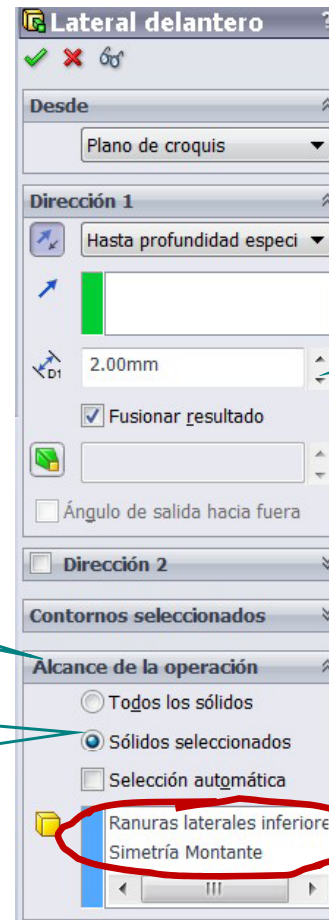 Lateral delantero
?
Desde
Plano de croquis
Dirección 1
Hasta profundidad especi
D1
2.00mm
Fusionar resultado
Ángulo de salida hacia fuera
Dirección 2
Contornos seleccionados
Alcance de la operación
Todos los sólidos
Sólidos seleccionados
Selección automática
Ranuras laterales inferiore
Simetría Montante